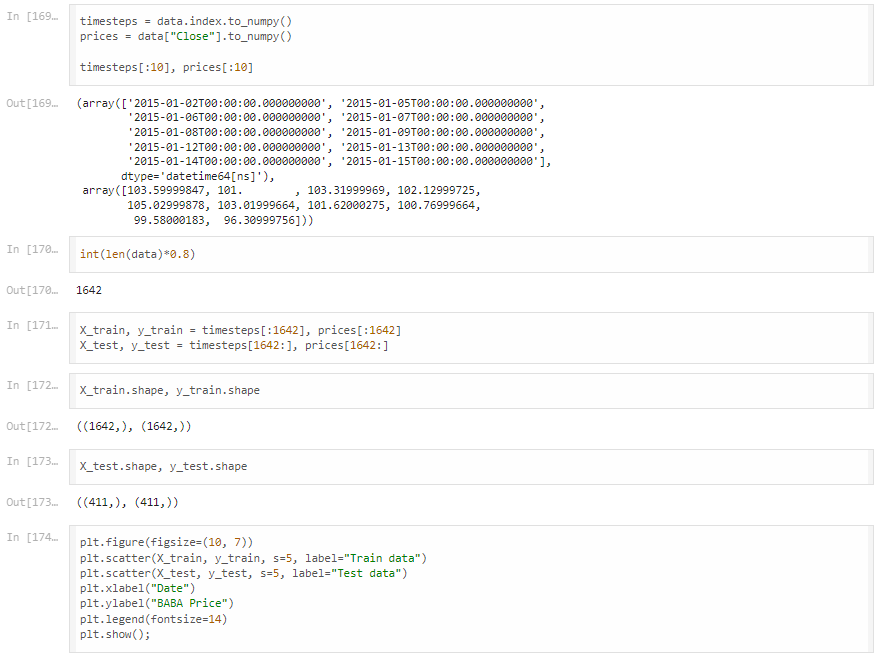 In [169…
timesteps = data.index.to_numpy()
prices = data["Close"].to_numpy()
timesteps[:10], prices[:10]
Out[169…
(array(['2015-01-02T00:00:00.000000000', '2015-01-05T00:00:00.000000000',
'2015-01-06T00:00:00.000000000', '2015-01-07T00:00:00.000000000',
'2015-01-08T00:00:00.000000000', '2015-01-09T00:00:00.000000000',
'2015-01-12T00:00:00.000000000', '2015-01-13T00:00:00.000000000',
'2015-01-14T00:00:00.000000000', '2015-01-15T00:00:00.000000000'],
dtype='datetime64[ns]'),
array([103.59999847, 101.        , 103.31999969, 102.12999725,
105.02999878, 103.01999664, 101.62000275, 100.76999664,
99.58000183,  96.30999756]))
In [170…
int(len(data)*0.8)
Out[170…
1642
In [171…
X_train, y_train = timesteps[:1642], prices[:1642]
X_test, y_test = timesteps[1642:], prices[1642:]
In [172…
X_train.shape, y_train.shape
Out[172…
((1642,), (1642,))
In [173…
X_test.shape, y_test.shape
Out[173…
((411,), (411,))
In [174…
plt.figure(figsize=(10, 7))
plt.scatter(X_train, y_train, s=5, label="Train data")
plt.scatter(X_test, y_test, s=5, label="Test data")
plt.xlabel("Date")
plt.ylabel("BABA Price")
plt.legend(fontsize=14)
plt.show();